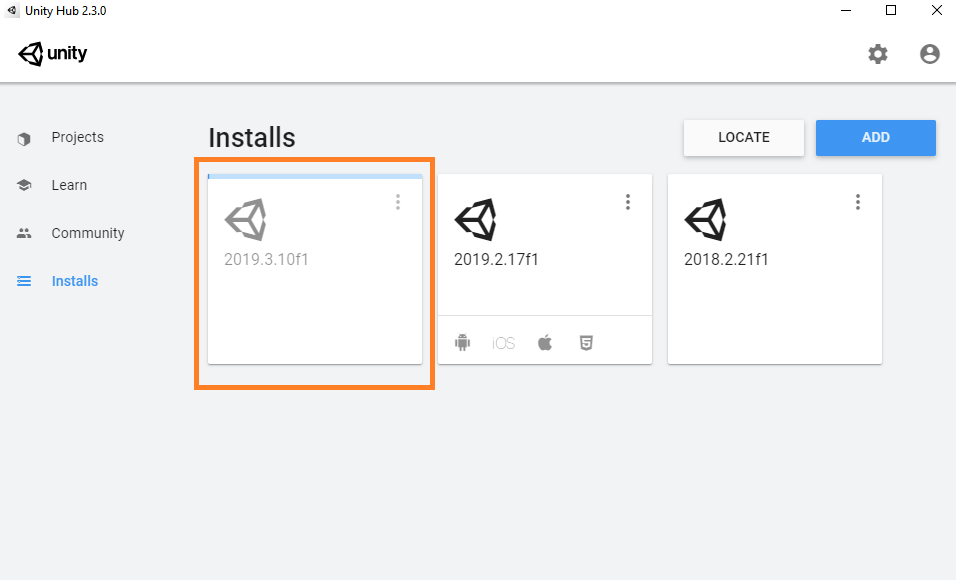 Unity Hub 2.3.0
unity
Projects
Learn
Community
Installs
Installs
LOCATE
ADD
2019.3.10f1
2019.2.17f1
2018.2.21f1
iOS